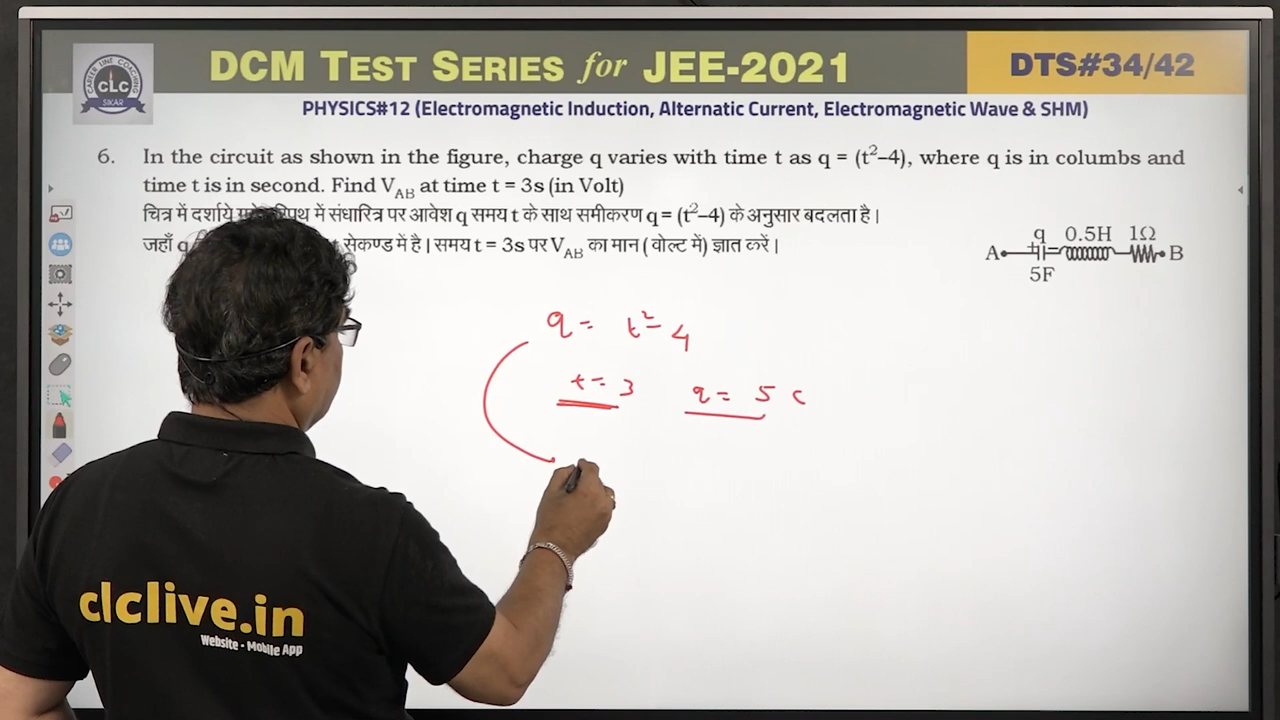 DCM TEST SERIES for JEE-2021
DTS#34/42
CAREER LINE COACHING
CLC
SIKAR
PHYSICS#12 (Electromagnetic Induction, Alternatic Current, Electromagnetic Wave & SHM)
6. In the circuit as shown in the figure, charge q varies with time t as q = (t²–4), where q is in columbs and
time t is in second. Find V_AB at time t = 3s (in Volt)
चित्र में दर्शाये में संधारित्र पर आवेश q समय t के साथ समीकरण q = (t²–4) के अनुसार बदलता है।
जहाँ q सेकण्ड में है। समय t = 3s पर V_AB का मान (वोल्ट में) ज्ञात करें।
q 0.5H 1Ω
A + – B
5F
q = t² – 4
t = 3 q = 5 c
clclive.in
Website - Mobile App